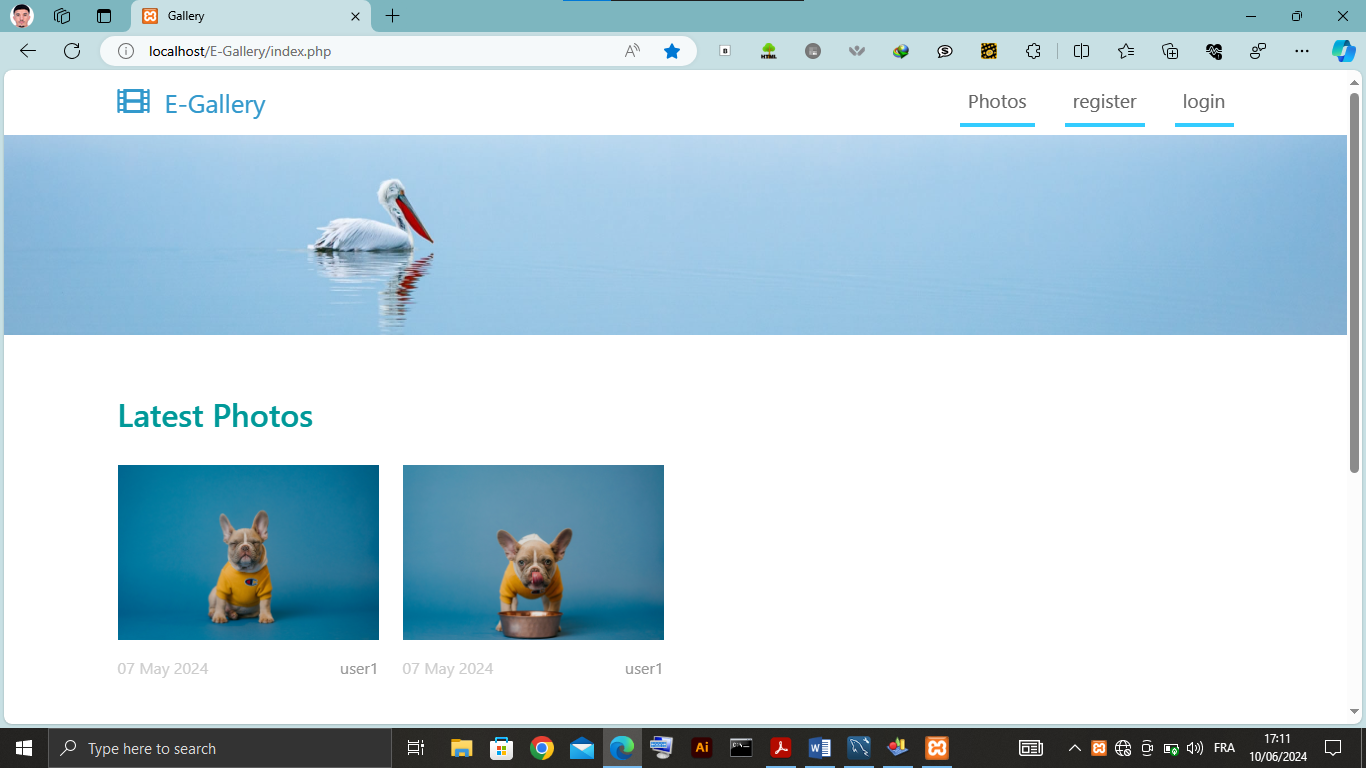 Gallery
localhost/E-Gallery/index.php
E-Gallery
Photos
register
login
Latest Photos
07 May 2024
user1
07 May 2024
user1
Type here to search
Ai
FRA
17:11
10/06/2024